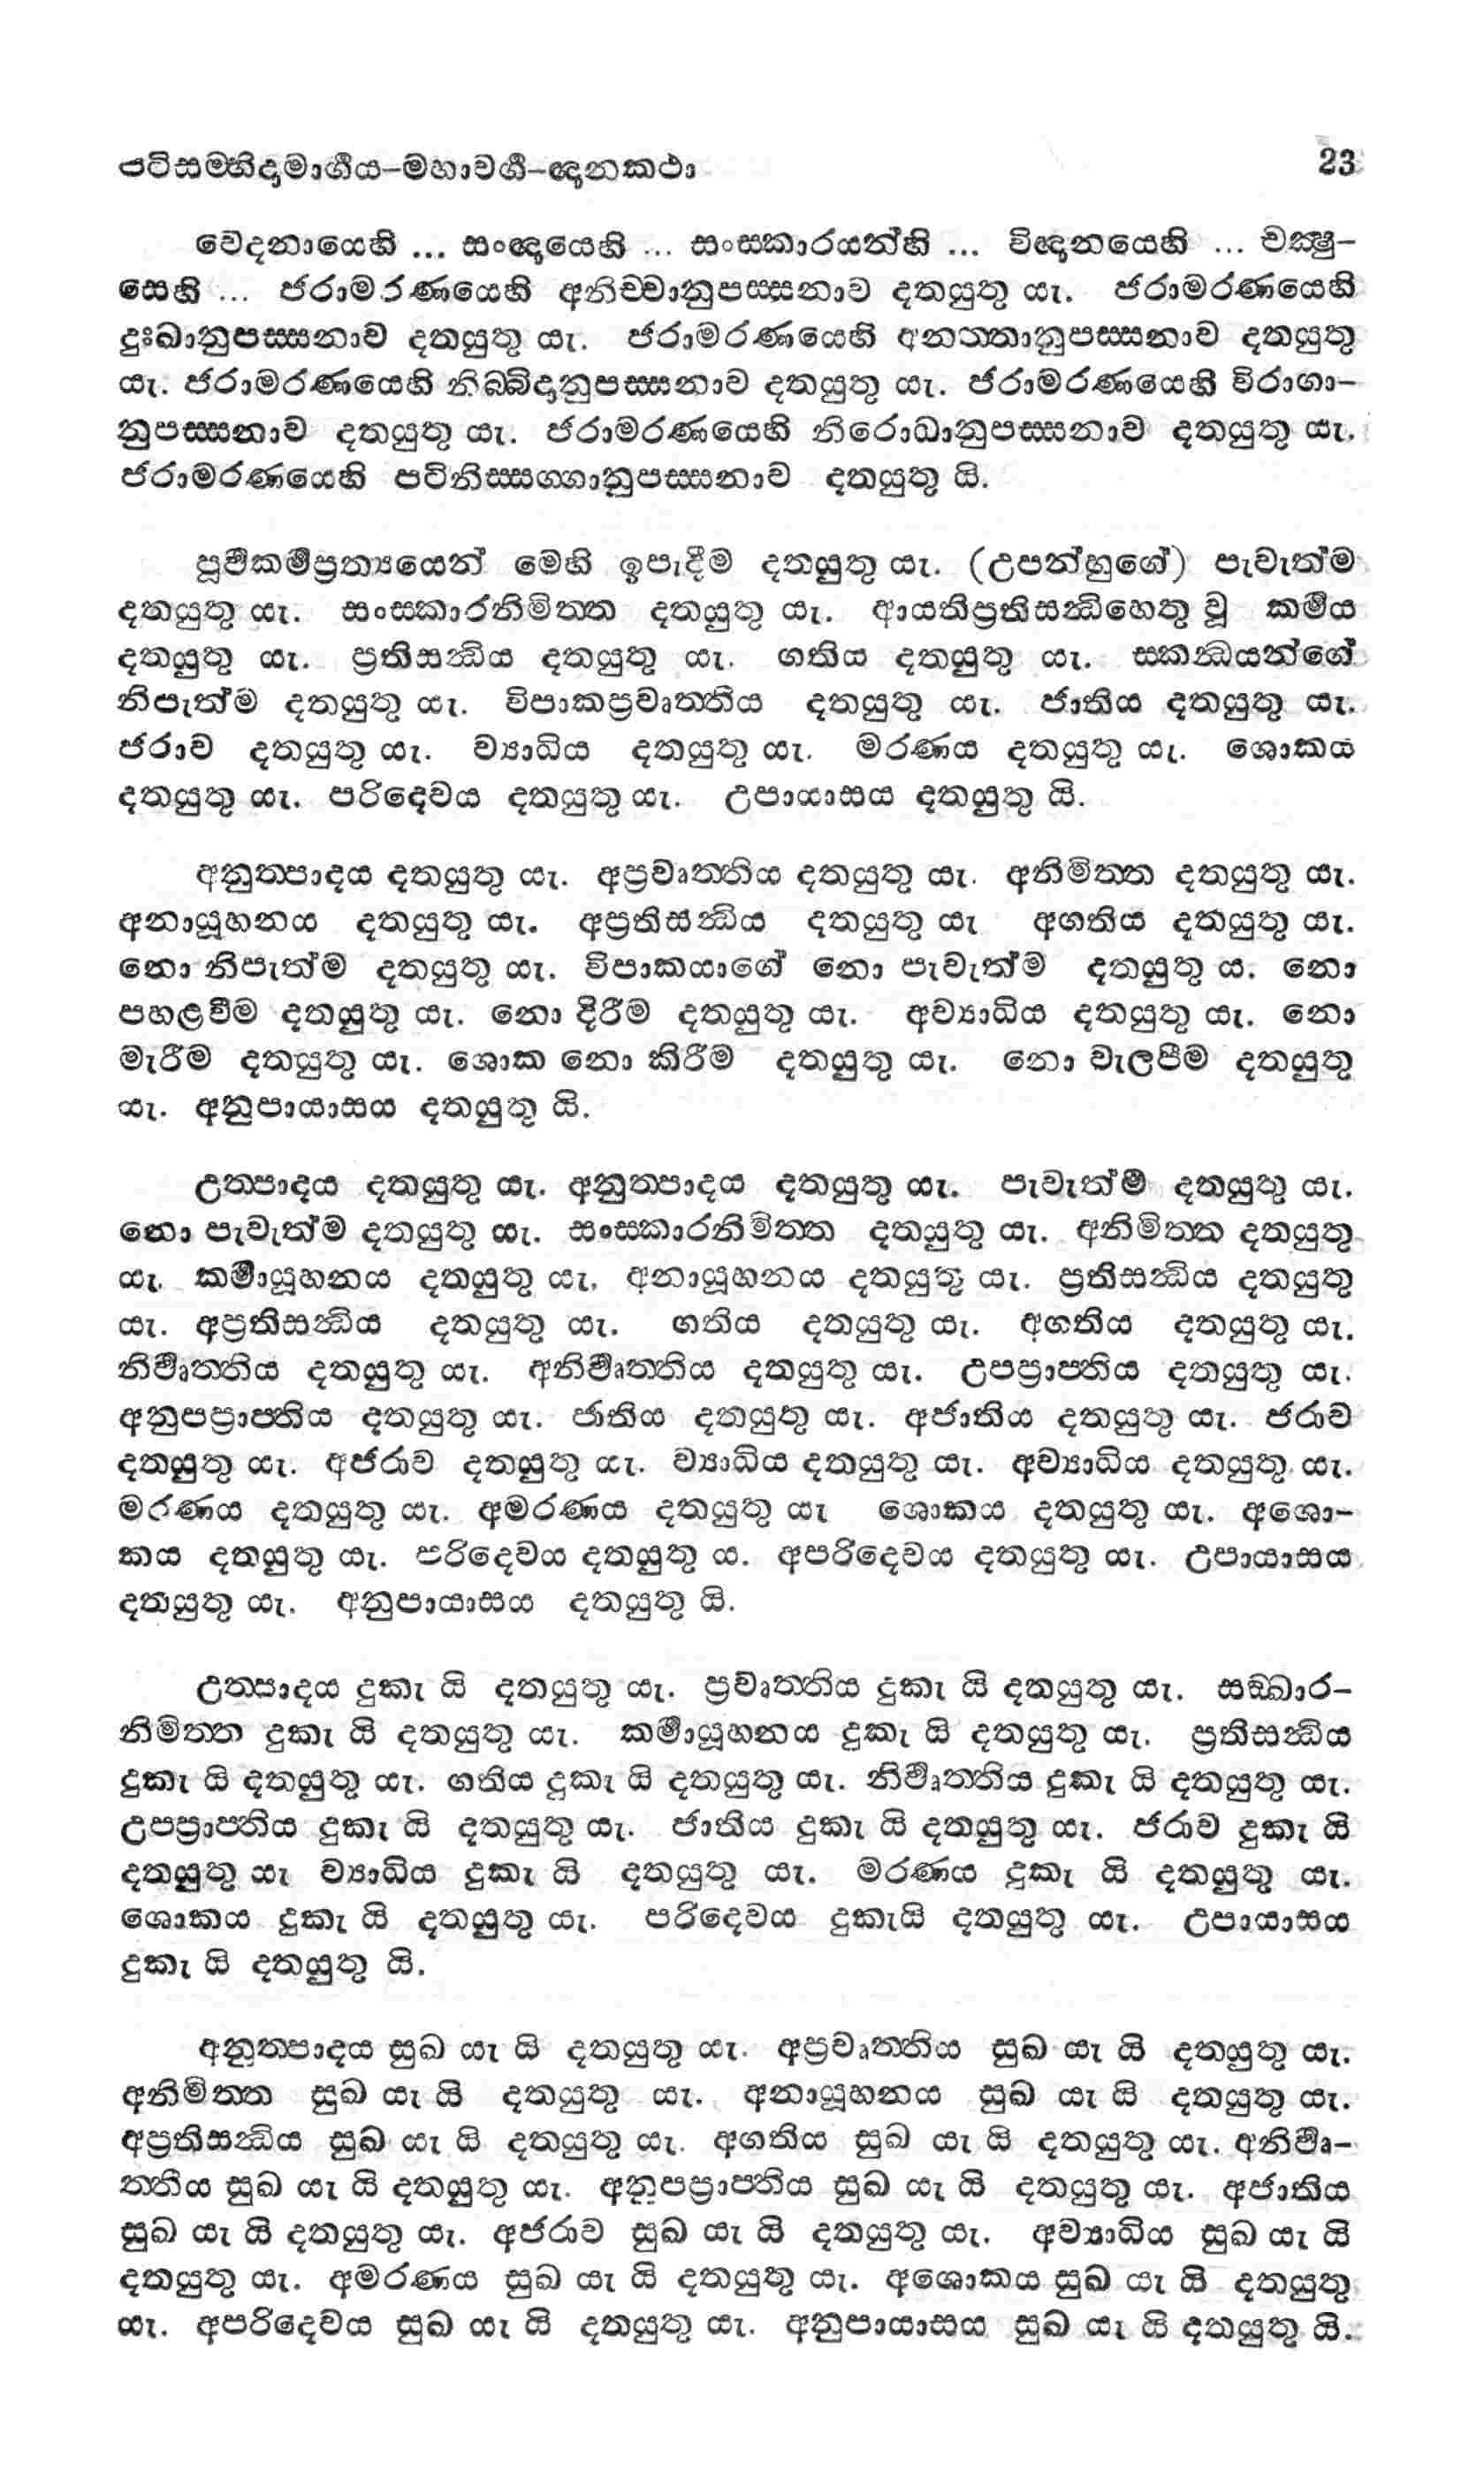 පටිසම්භිදාමාර්ගය-මහාවර්ග-ඥානකථා 23
වෙදනායෙහි ... සංඥායෙහි ... සංස්කාරයන්හි ... විඥානයෙහි ... චක්ෂු-
සෙහි ... ජරාමරණයෙහි අනිච්චානුපස්සනාව දතයුතු යැ. ජරාමරණයෙහි
දුඃඛානුපස්සනාව දතයුතු යැ. ජරාමරණයෙහි අනත්තානුපස්සනාව දතයුතු
යැ. ජරාමරණයෙහි නිබ්බිදානුපස්සනාව දතයුතු යැ. ජරාමරණයෙහි විරාගා-
නුපස්සනාව දතයුතු යැ. ජරාමරණයෙහි නිරොධානුපස්සනාව දතයුතු යැ.
ජරාමරණයෙහි පටිනිස්සග්ගානුපස්සනාව දතයුතු යි.
පූර්වකර්මප්‍රත්‍යයෙන් මෙහි ඉපැදීම දතයුතු යැ. (උපන්හුගේ) පැවැත්ම
දතයුතු යැ. සංස්කාරනිමිත්ත දතයුතු යැ. ආයතිප්‍රතිසන්ධිහෙතු වූ කර්මය
දතයුතු යැ. ප්‍රතිසන්ධිය දතයුතු යැ. ගතිය දතයුතු යැ. ස්කන්ධයන්ගේ
නිපැත්ම දතයුතු යැ. විපාකප්‍රවෘත්තිය දතයුතු යැ. ජාතිය දතයුතු යැ.
ජරාව දතයුතු යැ. ව්‍යාධිය දතයුතු යැ. මරණය දතයුතු යැ. ශොකය
දතයුතු යැ. පරිදෙවය දතයුතු යැ. උපායාසය දතයුතු යි.
අනුත්පාදය දතයුතු යැ. අප්‍රවෘත්තිය දතයුතු යැ. අනිමිත්ත දතයුතු යැ.
අනායූහනය දතයුතු යැ. අප්‍රතිසන්ධිය දතයුතු යැ අගතිය දතයුතු යැ.
නො නිපැත්ම දතයුතු යැ. විපාකයාගේ නො පැවැත්ම දතයුතු ය. නො
පහළවීම දතයුතු යැ. නො දිරීම දතයුතු යැ. අව්‍යාධිය දතයුතු යැ. නො
මැරීම දතයුතු යැ. ශොක නො කිරීම දතයුතු යැ. නො වැලපීම දතයුතු
යැ. අනුපායාසය දතයුතු යි.
උත්පාදය දතයුතු යැ. අනුත්පාදය දතයුතු යැ. පැවැත්ම දතයුතු යැ.
නො පැවැත්ම දතයුතු යැ. සංස්කාරනිමිත්ත දතයුතු යැ. අනිමිත්ත දතයුතු
යැ. කර්මායූහනය දතයුතු යැ. අනායූහනය දතයුතු යැ. ප්‍රතිසන්ධිය දතයුතු
යැ. අප්‍රතිසන්ධිය දතයුතු යැ. ගතිය දතයුතු යැ. අගතිය දතයුතු යැ.
නිර්වෘත්තිය දතයුතු යැ. අනිර්වෘත්තිය දතයුතු යැ. උපප්‍රාප්තිය දතයුතු යැ.
අනුපප්‍රාප්තිය දතයුතු යැ. ජාතිය දතයුතු යැ. අජාතිය දතයුතු යැ. ජරාව
දතයුතු යැ. අජරාව දතයුතු යැ. ව්‍යාධිය දතයුතු යැ. අව්‍යාධිය දතයුතු යැ.
මරණය දතයුතු යැ. අමරණය දතයුතු යැ ශොකය දතයුතු යැ. අශො-
කය දතයුතු යැ. පරිදෙවය දතයුතු ය. අපරිදෙවය දතයුතු යැ. උපායාසය
දතයුතු යැ. අනුපායාසය දතයුතු යි.
උත්පාදය දුකැ යි දතයුතු යැ. ප්‍රවෘත්තිය දුකැ යි දතයුතු යැ. සඞ්ඛාර-
නිමිත්ත දුකැ යි දතයුතු යැ. කර්මායූහනය දුකැ යි දතයුතු යැ. ප්‍රතිසන්ධිය
දුකැ යි දතයුතු යැ. ගතිය දුකැ යි දතයුතු යැ. නිර්වෘත්තිය දුකැ යි දතයුතු යැ.
උපප්‍රාප්තිය දුකැ යි දතයුතු යැ. ජාතිය දුකැ යි දතයුතු යැ. ජරාව දුකැ යි
දතයුතු යැ ව්‍යාධිය දුකැ යි දතයුතු යැ. මරණය දුකැ යි දතයුතු යැ.
ශොකය දුකැ යි දතයුතු යැ. පරිදෙවය දුකැයි දතයුතු යැ. උපායාසය
දුකැ යි දතයුතු යි.
අනුත්පාදය සුඛ යැ යි දතයුතු යැ. අප්‍රවෘත්තිය සුඛ යැ යි දතයුතු යැ.
අනිමිත්ත සුඛ යැ යි දතයුතු යැ. අනායූහනය සුඛ යැ යි දතයුතු යැ.
අප්‍රතිසන්ධිය සුඛ යැ යි දතයුතු යැ. අගතිය සුඛ යැ යි දතයුතු යැ. අනිර්වෘ-
ත්තිය සුඛ යැ යි දතයුතු යැ. අනුපප්‍රාප්තිය සුඛ යැ යි දතයුතු යැ. අජාතිය
සුඛ යැ යි දතයුතු යැ. අජරාව සුඛ යැ යි දතයුතු යැ. අව්‍යාධිය සුඛ යැ යි
දතයුතු යැ. අමරණය සුඛ යැ යි දතයුතු යැ. අශොකය සුඛ යැ යි දතයුතු
යැ. අපරිදෙවය සුඛ යැ යි දතයුතු යැ. අනුපායාසය සුඛ යැ යි දතයුතු යි.